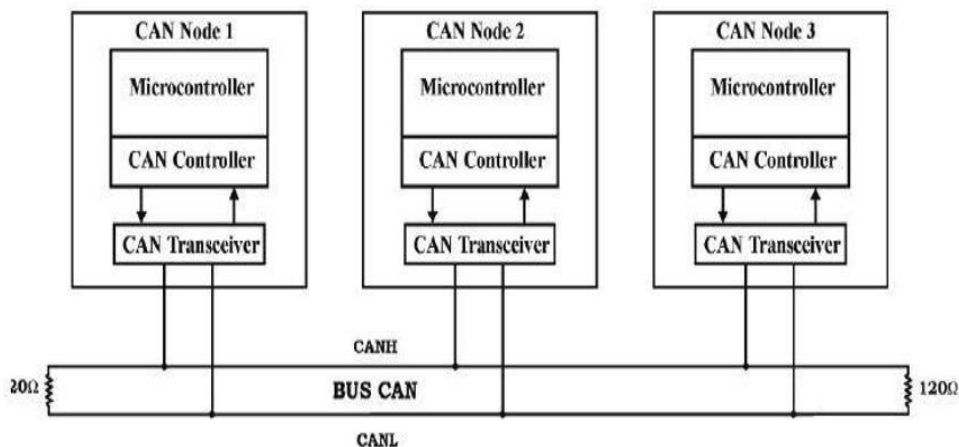 CAN Node 1
Microcontroller
CAN Controller
CAN Transceiver
CAN Node 2
Microcontroller
CAN Controller
CAN Transceiver
CAN Node 3
Microcontroller
CAN Controller
CAN Transceiver
CANH
20Ω
BUS CAN
120Ω
CANL